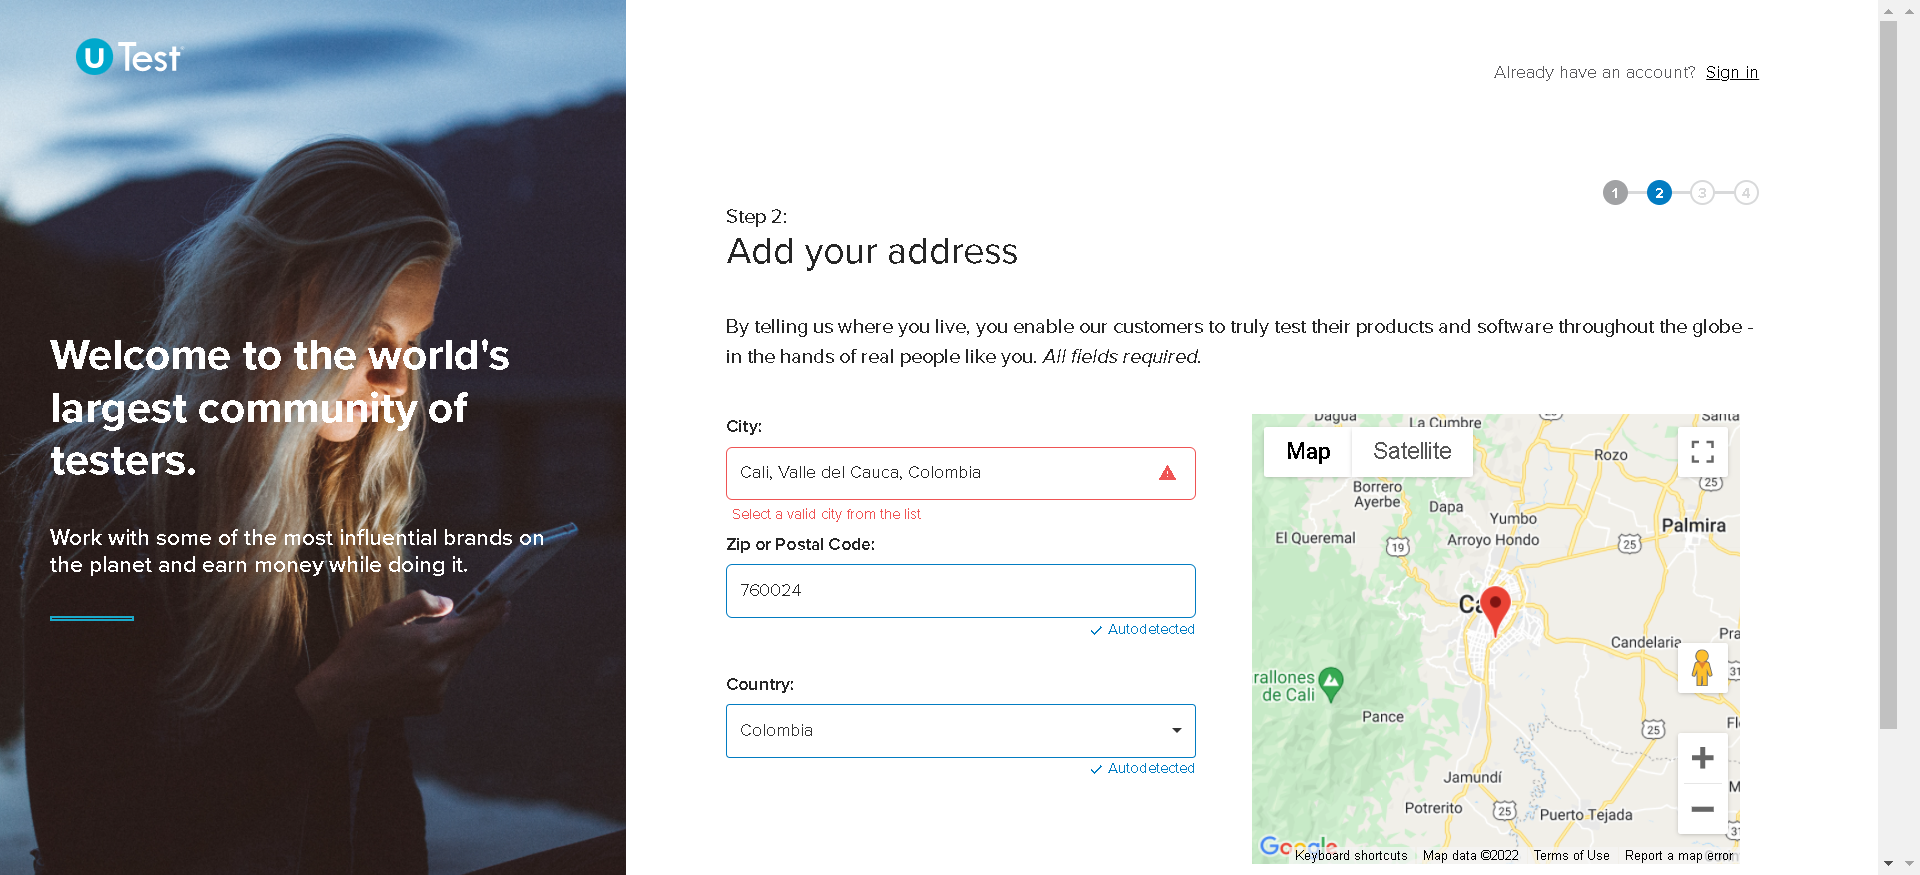 U Test
Welcome to the world's
largest community of
testers.
Work with some of the most influential brands on
the planet and earn money while doing it.
Already have an account? Sign in
1 2 3 4
Step 2:
Add your address
By telling us where you live, you enable our customers to truly test their products and software throughout the globe -
in the hands of real people like you. All fields required.
City:
Cali, Valle del Cauca, Colombia
Select a valid city from the list
Zip or Postal Code:
760024
Autodetected
Country:
Colombia
Autodetected
Dagua
La Cumbre
Santa
Map
Satellite
Rozo
25
Borrero
Ayerbe
Dapa
Yumbo
Palmira
El Queremal
19
Arroyo Hondo
25
Ca
Candelaria
Pra
31
rallones
de Cali
Pance
25
Jamundí
Potrerito
25
Puerto Tejada
31
Google
Keyboard shortcuts
Map data ©2022
Terms of Use
Report a map error